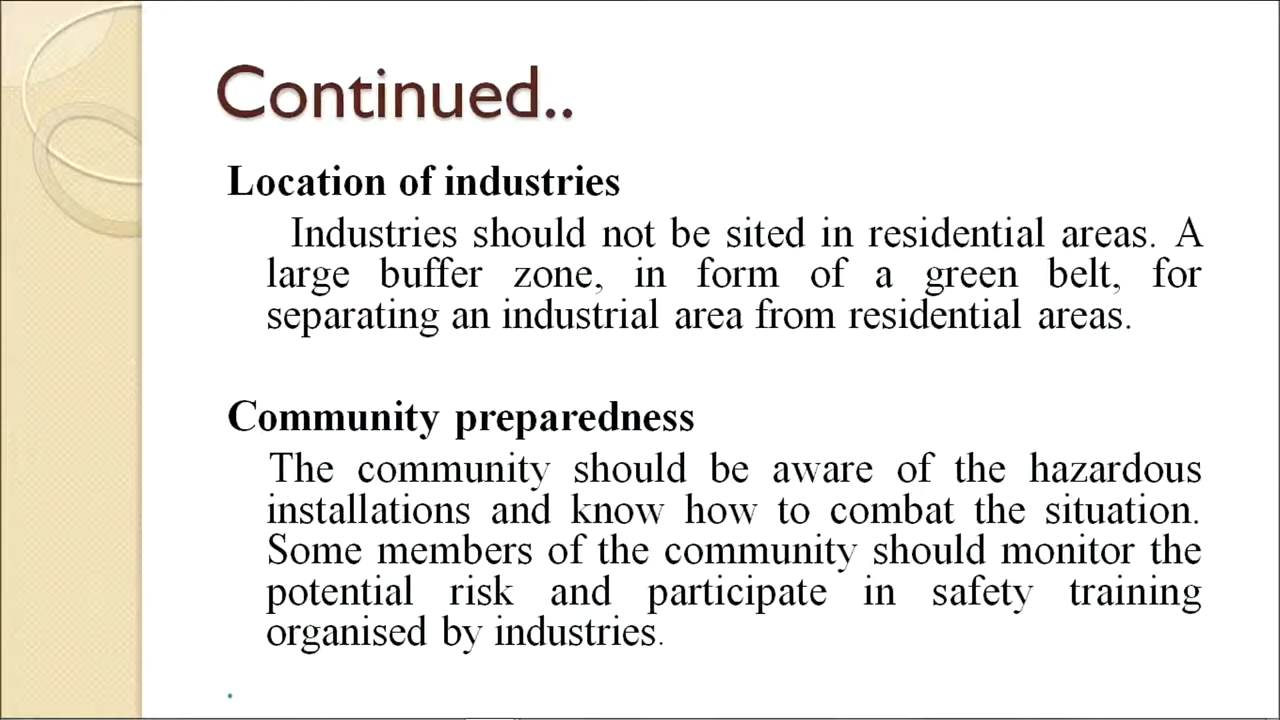 Continued..
Location of industries
Industries should not be sited in residential areas. A
large buffer zone, in form of a green belt, for
separating an industrial area from residential areas.
Community preparedness
The community should be aware of the hazardous
installations and know how to combat the situation.
Some members of the community should monitor the
potential risk and participate in safety training
organised by industries.